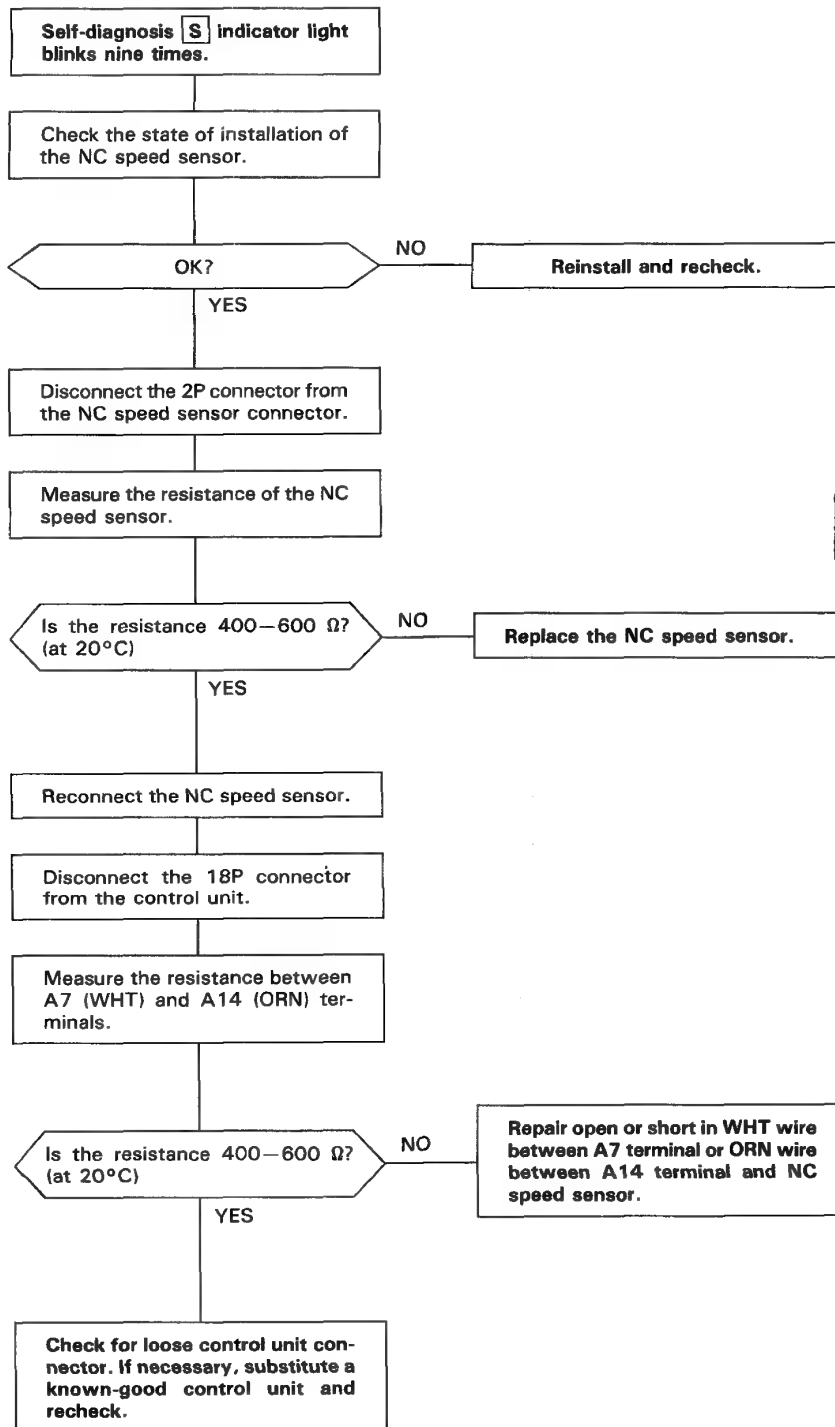 Self-diagnosis S indicator light
blinks nine times.
Check the state of installation of
the NC speed sensor.
OK?
NO
Reinstall and recheck.
YES
Disconnect the 2P connector from
the NC speed sensor connector.
Measure the resistance of the NC
speed sensor.
Is the resistance 400—600 Ω?
(at 20°C)
NO
Replace the NC speed sensor.
YES
Reconnect the NC speed sensor.
Disconnect the 18P connector
from the control unit.
Measure the resistance between
A7 (WHT) and A14 (ORN) ter-
minals.
Is the resistance 400—600 Ω?
(at 20°C)
NO
Repair open or short in WHT wire
between A7 terminal or ORN wire
between A14 terminal and NC
speed sensor.
YES
Check for loose control unit con-
nector. If necessary, substitute a
known-good control unit and
recheck.